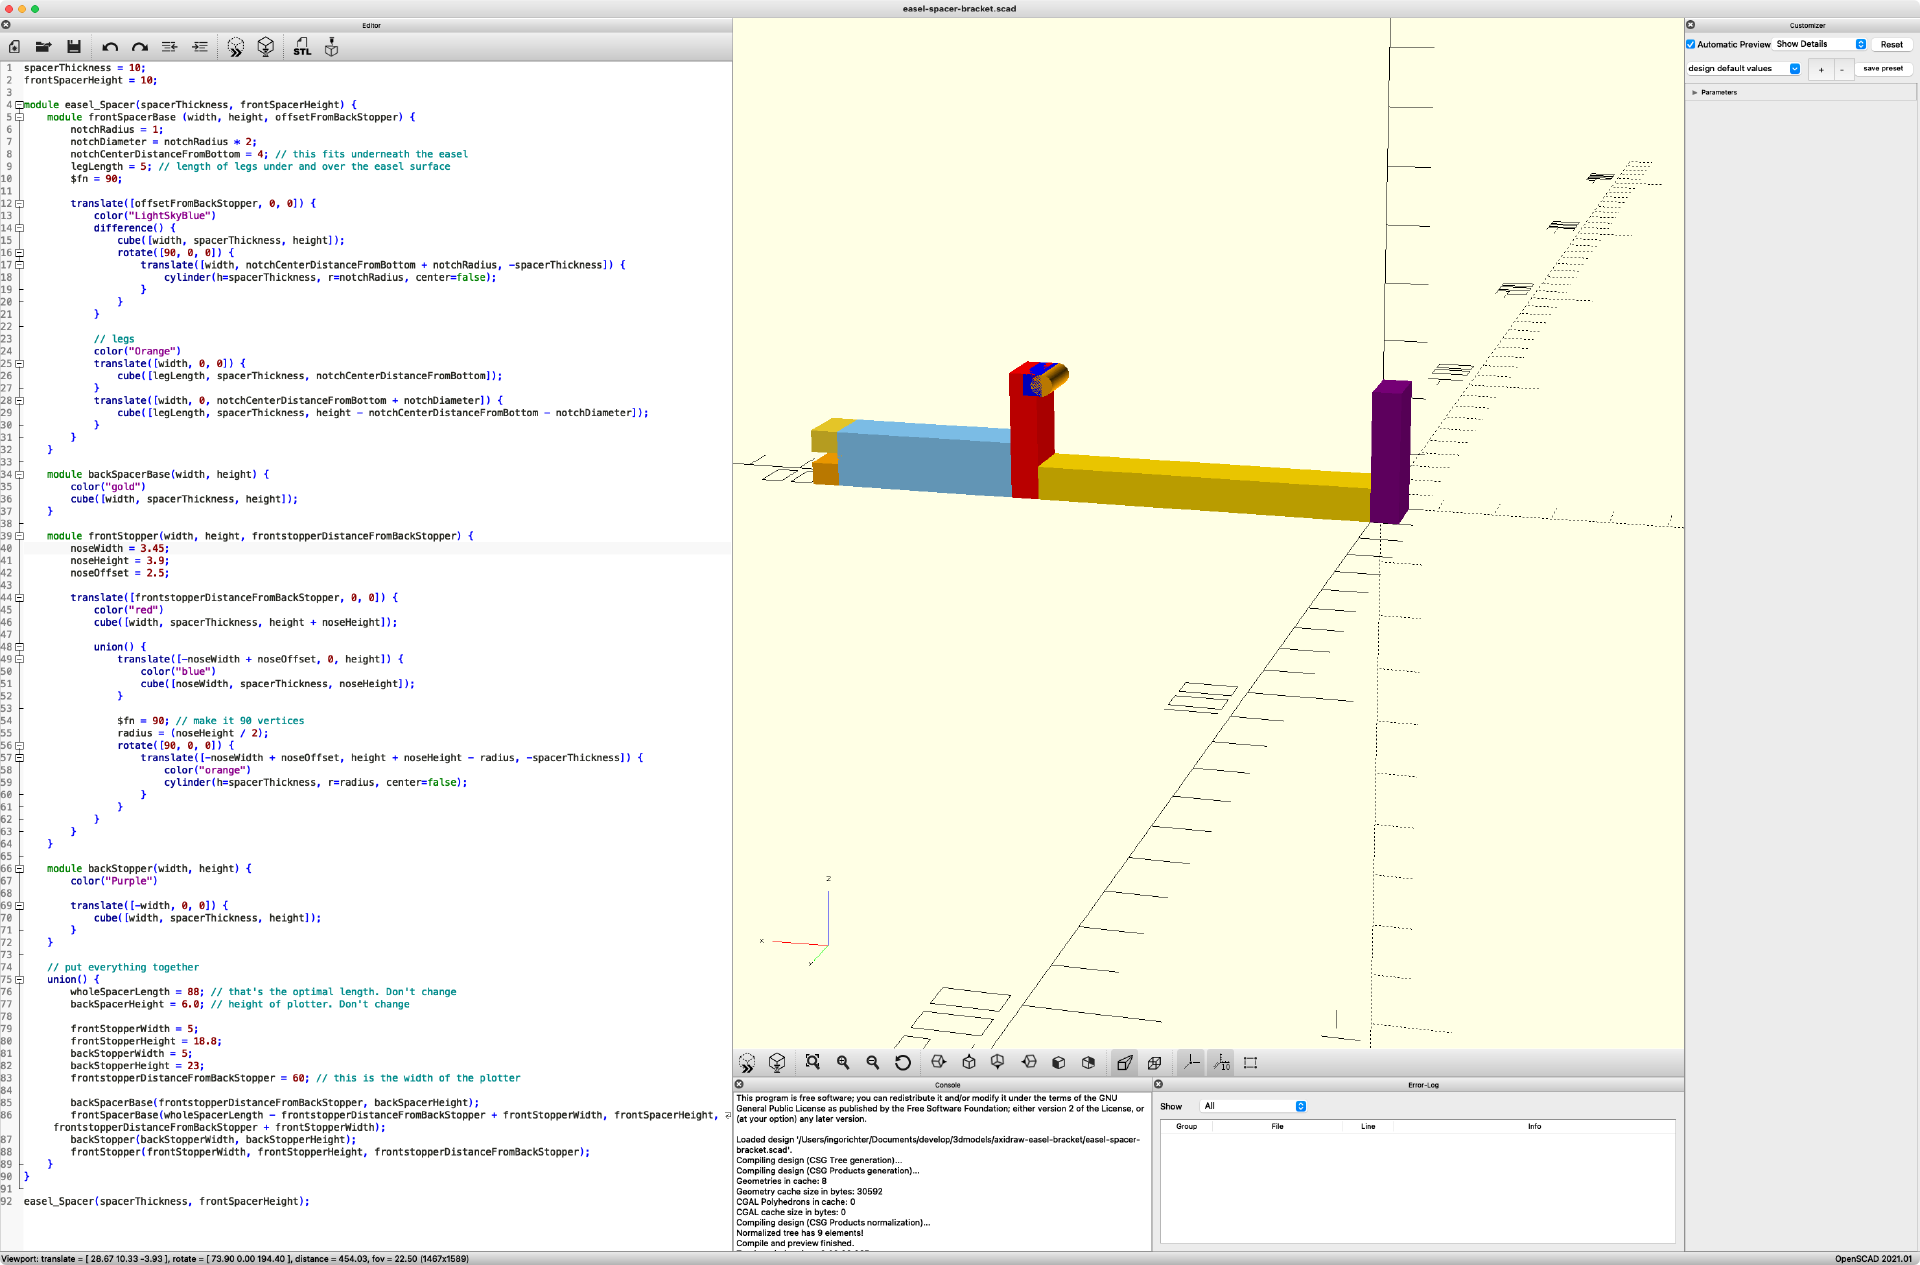 easel-spacer-bracket.scad
Editor
STL
1 spacerThickness = 10;
2 frontSpacerHeight = 10;
3
4 module easel_Spacer(spacerThickness, frontSpacerHeight) {
5 module frontSpacerBase (width, height, offsetFromBackStopper) {
6 notchRadius = 1;
7 notchDiameter = notchRadius * 2;
8 notchCenterDistanceFromBottom = 4; // this fits underneath the easel
9 legLength = 5; // length of legs under and over the easel surface
10 $fn = 90;
11
12 translate([offsetFromBackStopper, 0, 0]) {
13 color("LightSkyBlue")
14 difference() {
15 cube([width, spacerThickness, height]);
16 rotate([90, 0, 0]) {
17 translate([width, notchCenterDistanceFromBottom + notchRadius, -spacerThickness]) {
18 cylinder(h=spacerThickness, r=notchRadius, center=false);
19 }
20 }
21 }
22
23 // legs
24 color("Orange")
25 translate([width, 0, 0]) {
26 cube([legLength, spacerThickness, notchCenterDistanceFromBottom]);
27 }
28 translate([width, 0, notchCenterDistanceFromBottom + notchDiameter]) {
29 cube([legLength, spacerThickness, height - notchCenterDistanceFromBottom - notchDiameter]);
30 }
31 }
32 }
33
34 module backSpacerBase(width, height) {
35 color("gold")
36 cube([width, spacerThickness, height]);
37 }
38
39 module frontStopper(width, height, frontstopperDistanceFromBackStopper) {
40 noseWidth = 3.45;
41 noseHeight = 3.9;
42 noseOffset = 2.5;
43
44 translate([frontstopperDistanceFromBackStopper, 0, 0]) {
45 color("red")
46 cube([width, spacerThickness, height + noseHeight]);
47
48 union() {
49 translate([-noseWidth + noseOffset, 0, height]) {
50 color("blue")
51 cube([noseWidth, spacerThickness, noseHeight]);
52 }
53
54 $fn = 90; // make it 90 vertices
55 radius = (noseHeight / 2);
56 rotate([90, 0, 0]) {
57 translate([-noseWidth + noseOffset, height + noseHeight - radius, -spacerThickness]) {
58 color("orange")
59 cylinder(h=spacerThickness, r=radius, center=false);
60 }
61 }
62 }
63 }
64 }
65
66 module backStopper(width, height) {
67 color("Purple")
68
69 translate([-width, 0, 0]) {
70 cube([width, spacerThickness, height]);
71 }
72 }
73
74 // put everything together
75 union() {
76 wholeSpacerLength = 88; // that's the optimal length. Don't change
77 backSpacerHeight = 6.0; // height of plotter. Don't change
78
79 frontStopperWidth = 5;
80 frontStopperHeight = 18.8;
81 backStopperWidth = 5;
82 backStopperHeight = 23;
83 frontstopperDistanceFromBackStopper = 60; // this is the width of the plotter
84
85 backSpacerBase(frontstopperDistanceFromBackStopper, backSpacerHeight);
86 frontSpacerBase(wholeSpacerLength - frontstopperDistanceFromBackStopper + frontStopperWidth, frontSpacerHeight,
frontstopperDistanceFromBackStopper + frontStopperWidth);
87 backStopper(backStopperWidth, backStopperHeight);
88 frontStopper(frontStopperWidth, frontStopperHeight, frontstopperDistanceFromBackStopper);
89 }
90 }
91
92 easel_Spacer(spacerThickness, frontSpacerHeight);
z
x
y
Console
This program is free software; you can redistribute it and/or modify it under the terms of the GNU
General Public License as published by the Free Software Foundation; either version 2 of the License, or
(at your option) any later version.
Loaded design '/Users/ingorichter/Documents/develop/3dmodels/axidraw-easel-bracket/easel-spacer-
bracket.scad'.
Compiling design (CSG Tree generation)...
Compiling design (CSG Products generation)...
Geometries in cache: 8
Geometry cache size in bytes: 30592
CGAL Polyhedrons in cache: 0
CGAL cache size in bytes: 0
Compiling design (CSG Products normalization)...
Normalized tree has 9 elements!
Compile and preview finished.
Error-Log
Show All
Group File Line Info
Customizer
Automatic Preview Show Details Reset
design default values + - save preset
Parameters
Viewport: translate = [ 28.67 10.33 -3.93 ], rotate = [ 73.90 0.00 194.40 ], distance = 454.03, fov = 22.50 (1467x1589)
OpenSCAD 2021.01